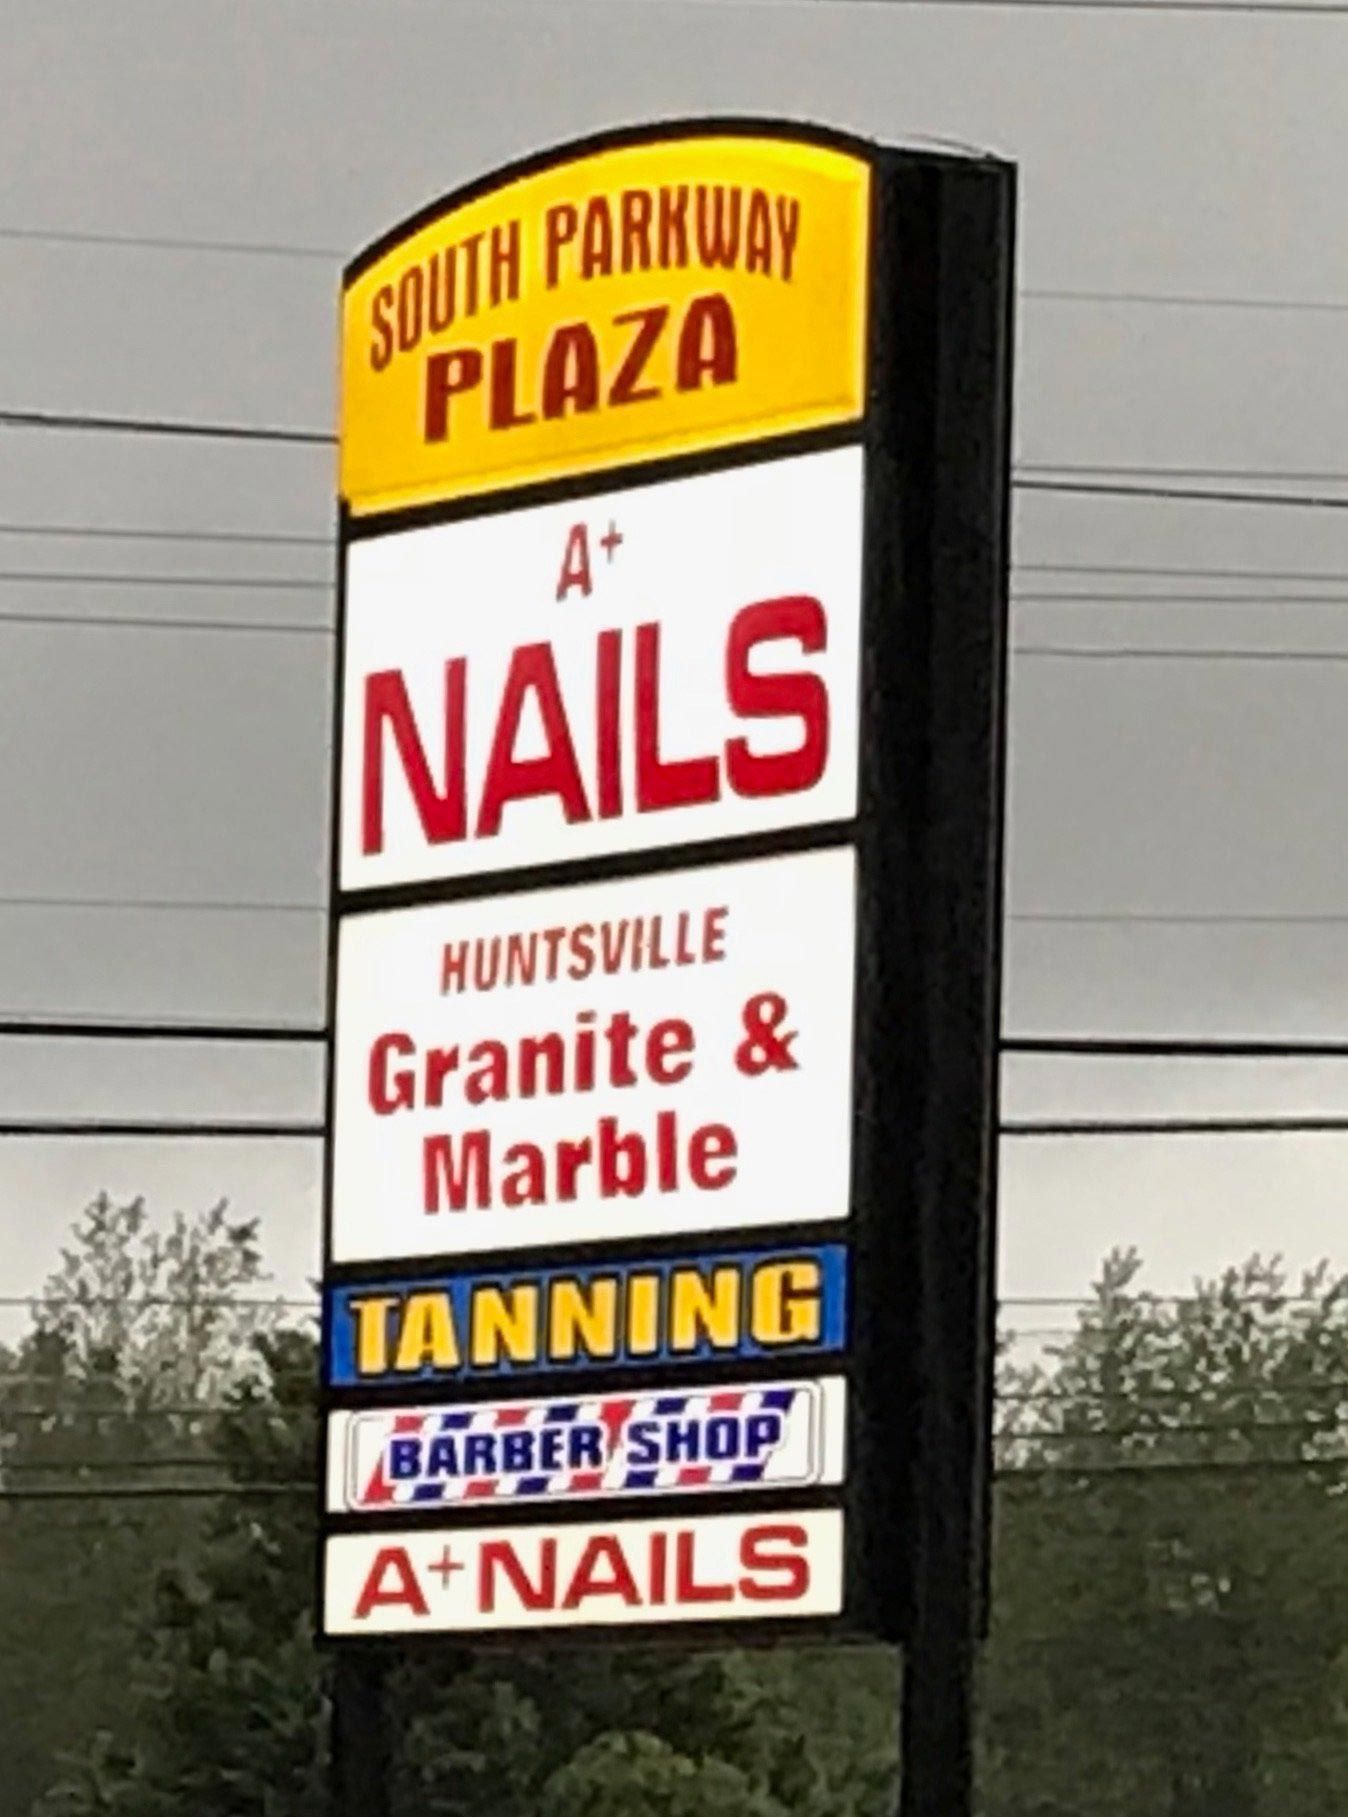 SOUTH PARKWAY
PLAZA
A+
NAILS
HUNTSVILLE
Granite &
Marble
TANNING
BARBER SHOP
A+ NAILS